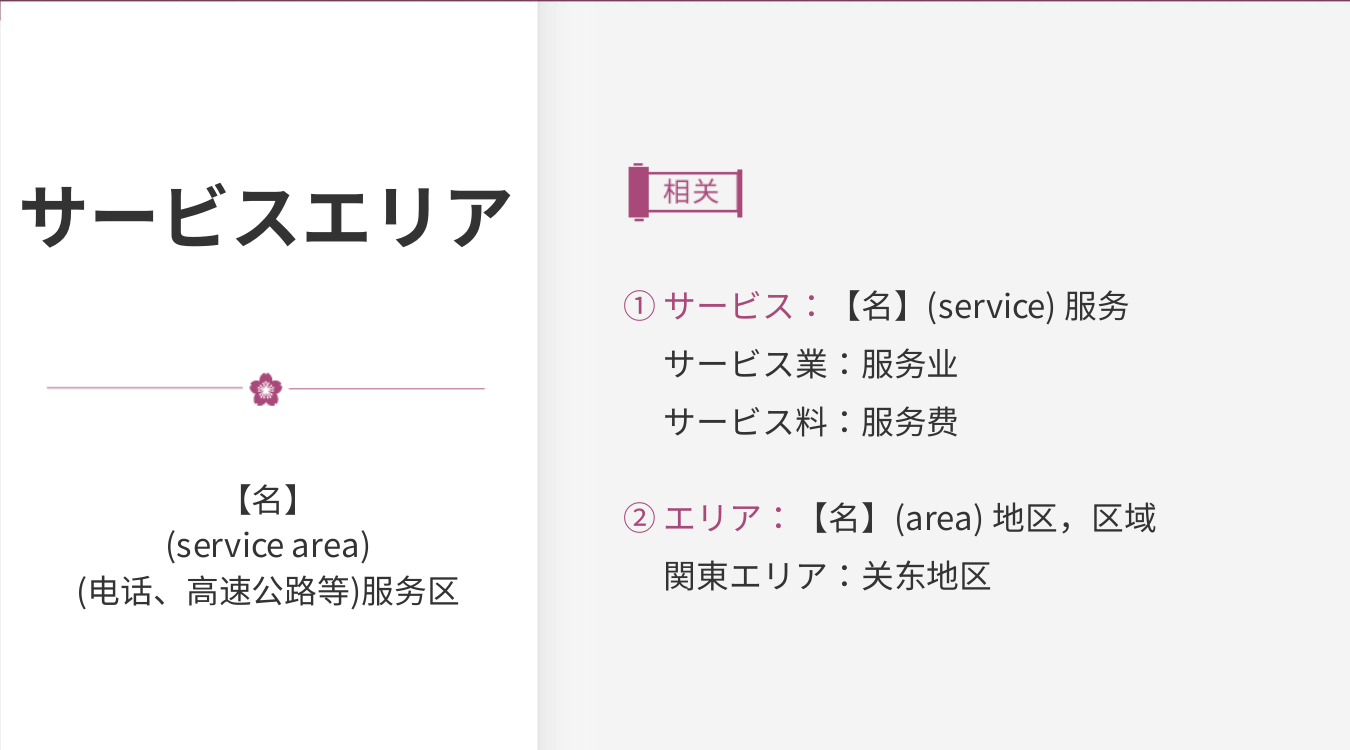 サービスエリア
【名】
(service area)
(电话、高速公路等)服务区
相关
① サービス：【名】(service) 服务
サービス業：服务业
サービス料：服务费
② エリア：【名】(area) 地区，区域
関東エリア：关东地区